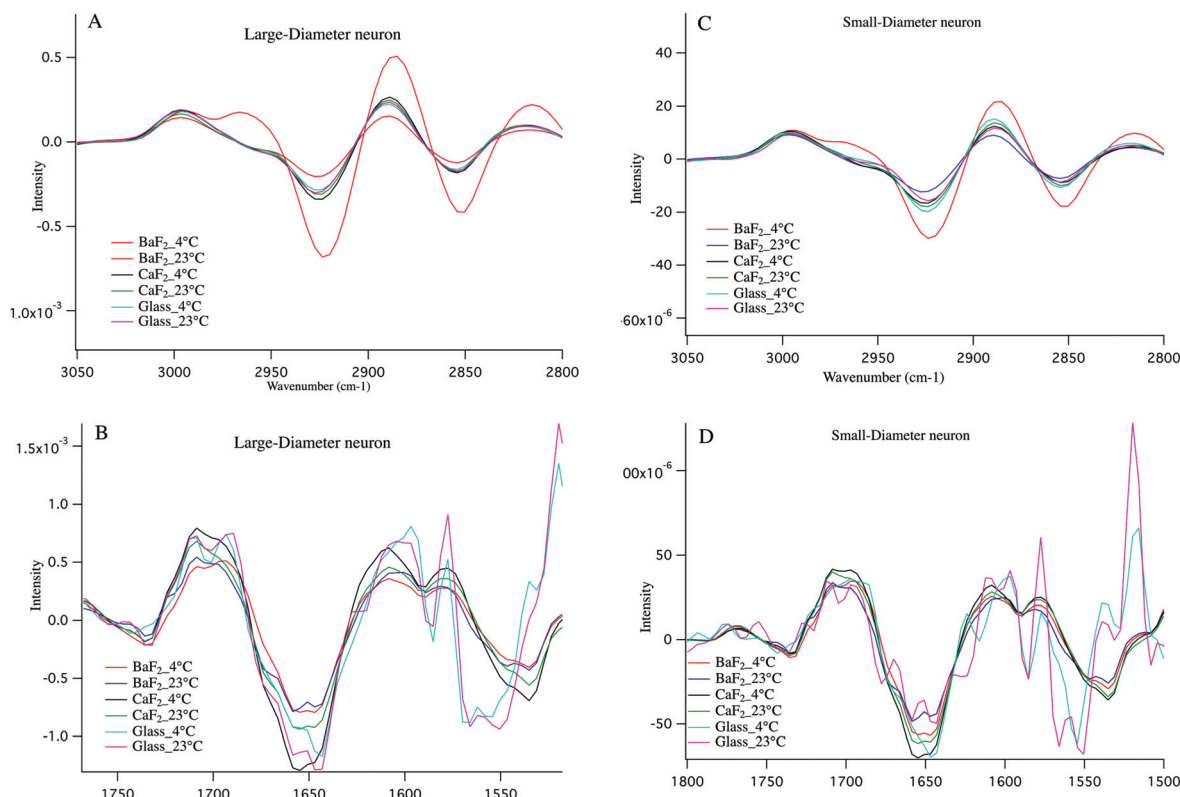 A
Large-Diameter neuron
0.5
0.0
-0.5
1.0x10-3
Intensity
BaF2_4°C
BaF2_23°C
CaF2_4°C
CaF2_23°C
Glass_4°C
Glass_23°C
3050 3000 2950 2900 2850 2800
Wavenumber (cm-1)
C
Small-Diameter neuron
40
20
0
-20
-40
-60x10-6
Intensity
BaF2_4°C
BaF2_23°C
CaF2_4°C
CaF2_23°C
Glass_4°C
Glass_23°C
3050 3000 2950 2900 2850 2800
Wavenumber (cm-1)
B
Large-Diameter neuron
1.5x10-3
1.0
0.5
0.0
-0.5
-1.0
Intensity
BaF2_4°C
BaF2_23°C
CaF2_4°C
CaF2_23°C
Glass_4°C
Glass_23°C
1750 1700 1650 1600 1550
D
Small-Diameter neuron
00x10-6
50
0
-50
Intensity
BaF2_4°C
BaF2_23°C
CaF2_4°C
CaF2_23°C
Glass_4°C
Glass_23°C
1800 1750 1700 1650 1600 1550 1500